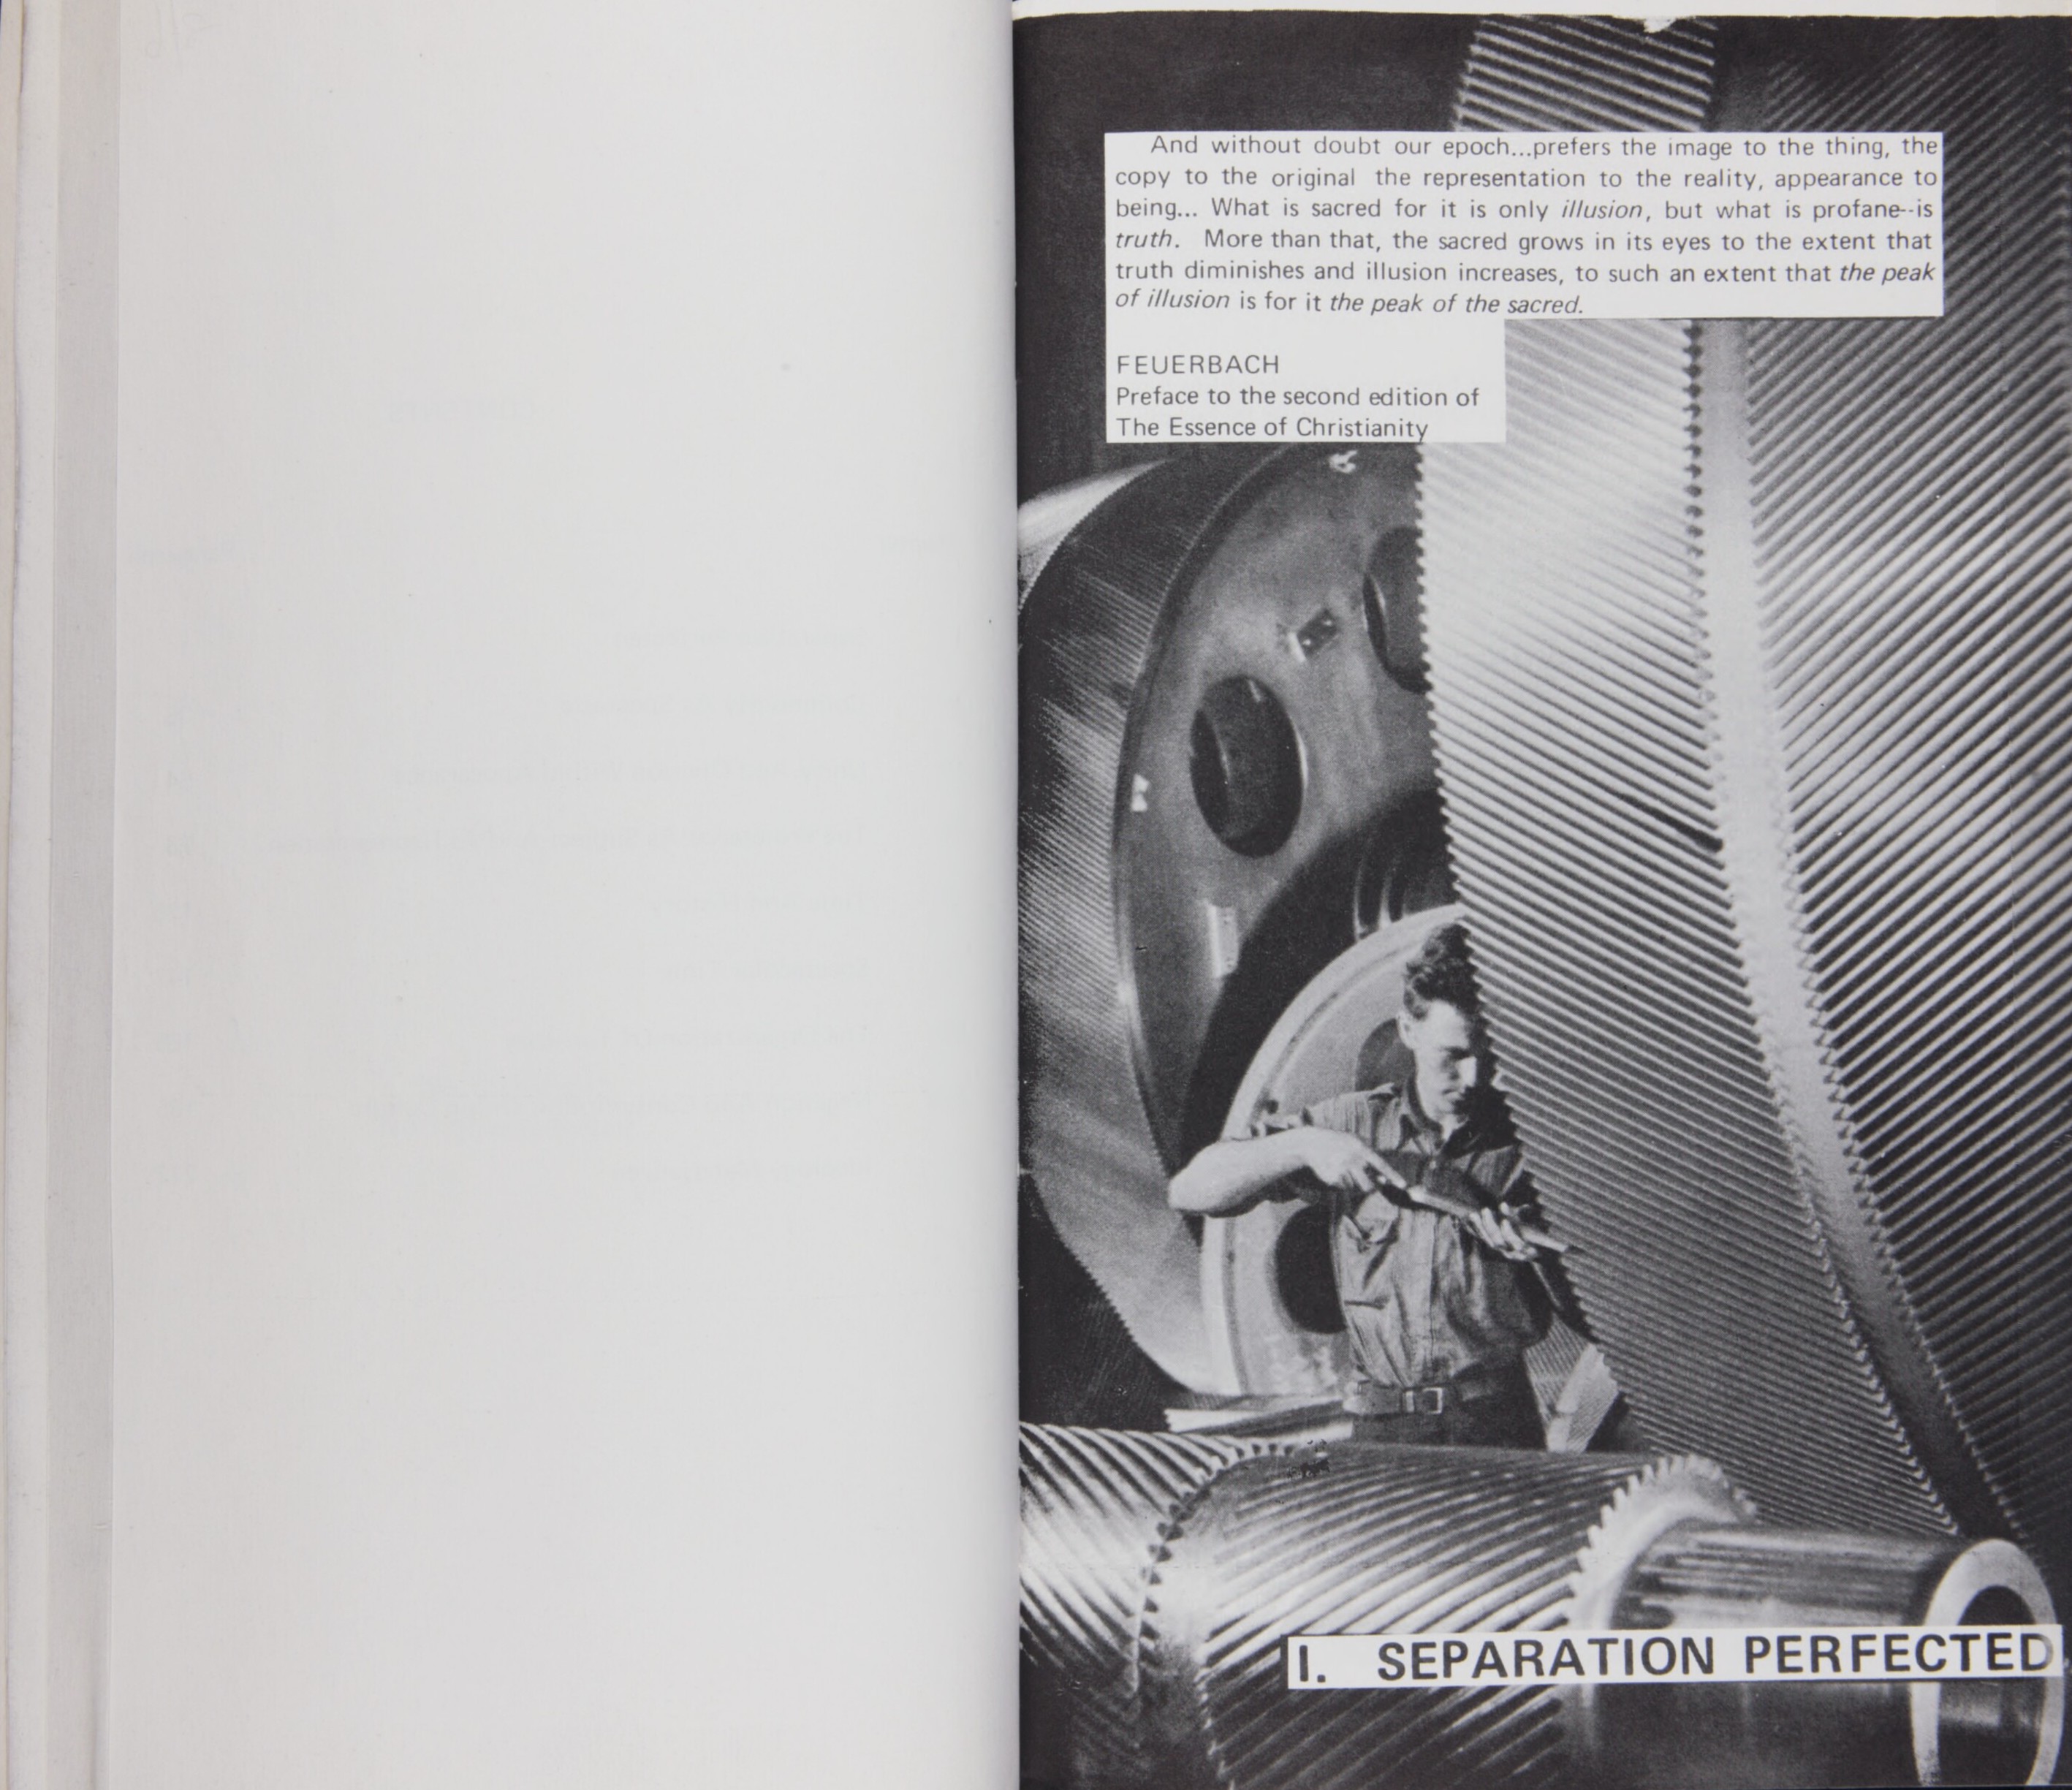 And without doubt our epoch...prefers the image to the thing, the
copy to the original the representation to the reality, appearance to
being... What is sacred for it is only illusion, but what is profane--is
truth. More than that, the sacred grows in its eyes to the extent that
truth diminishes and illusion increases, to such an extent that the peak
of illusion is for it the peak of the sacred.
FEUERBACH
Preface to the second edition of
The Essence of Christianity
I. SEPARATION PERFECTED